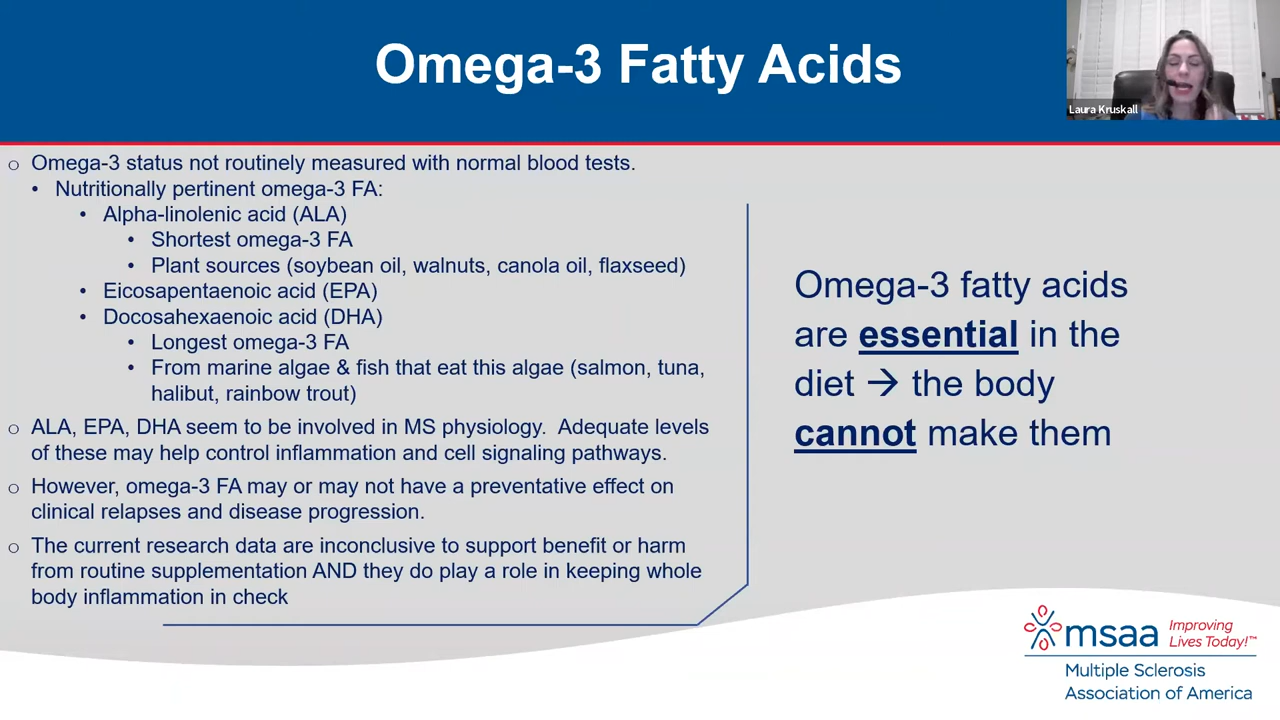 Omega-3 Fatty Acids
Laura Kruskall
o Omega-3 status not routinely measured with normal blood tests.
• Nutritionally pertinent omega-3 FA:
• Alpha-linolenic acid (ALA)
• Shortest omega-3 FA
• Plant sources (soybean oil, walnuts, canola oil, flaxseed)
• Eicosapentaenoic acid (EPA)
• Docosahexaenoic acid (DHA)
• Longest omega-3 FA
• From marine algae & fish that eat this algae (salmon, tuna,
halibut, rainbow trout)
o ALA, EPA, DHA seem to be involved in MS physiology. Adequate levels
of these may help control inflammation and cell signaling pathways.
o However, omega-3 FA may or may not have a preventative effect on
clinical relapses and disease progression.
o The current research data are inconclusive to support benefit or harm
from routine supplementation AND they do play a role in keeping whole
body inflammation in check
Omega-3 fatty acids
are essential in the
diet → the body
cannot make them
msaa Improving
Lives Today!™
Multiple Sclerosis
Association of America